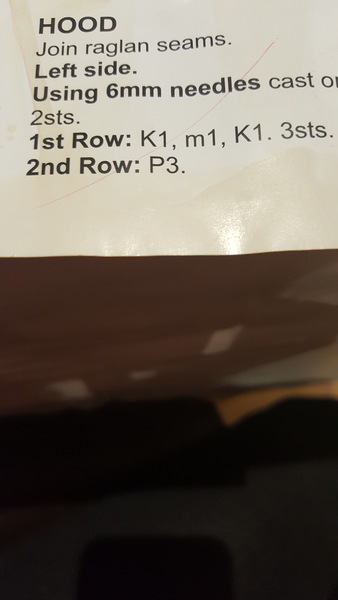 HOOD
Join raglan seams.
Left side.
Using 6mm needles cast
2sts.
1st Row: K1, m1, K1. 3sts.
2nd Row: P3.